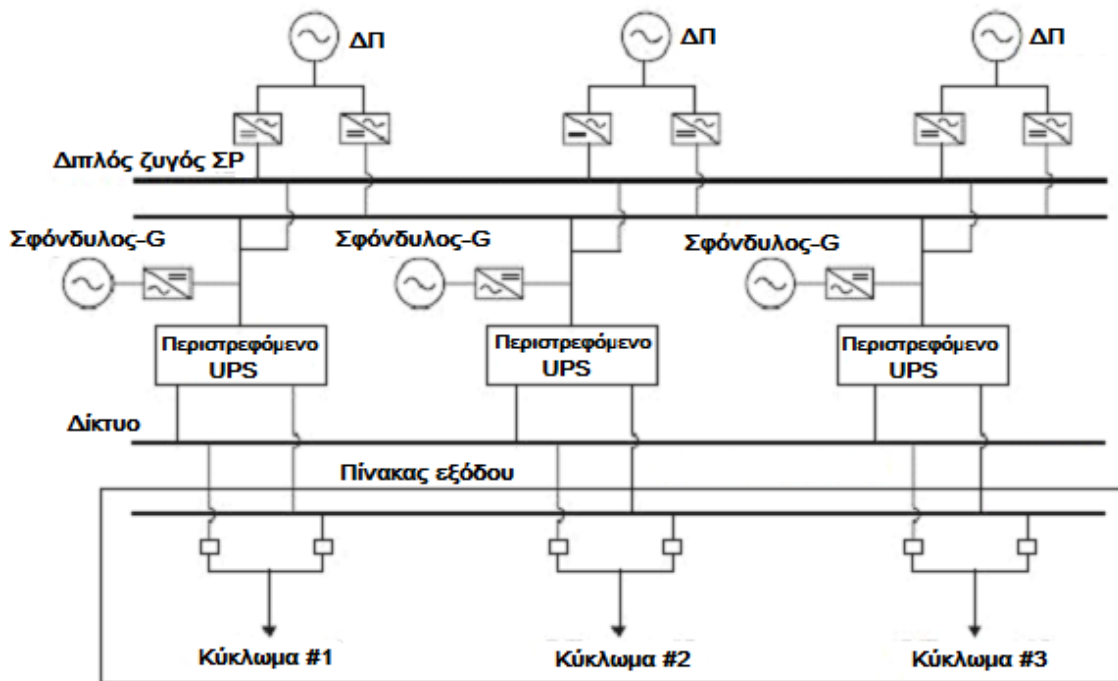 ΔΠ
ΔΠ
ΔΠ
Διπλός ζυγός ΣΡ
Σφόνδυλος-G
Σφόνδυλος-G
Σφόνδυλος-G
Περιστρεφόμενο
UPS
Περιστρεφόμενο
UPS
Περιστρεφόμενο
UPS
Δίκτυο
Πίνακας εξόδου
Κύκλωμα #1
Κύκλωμα #2
Κύκλωμα #3